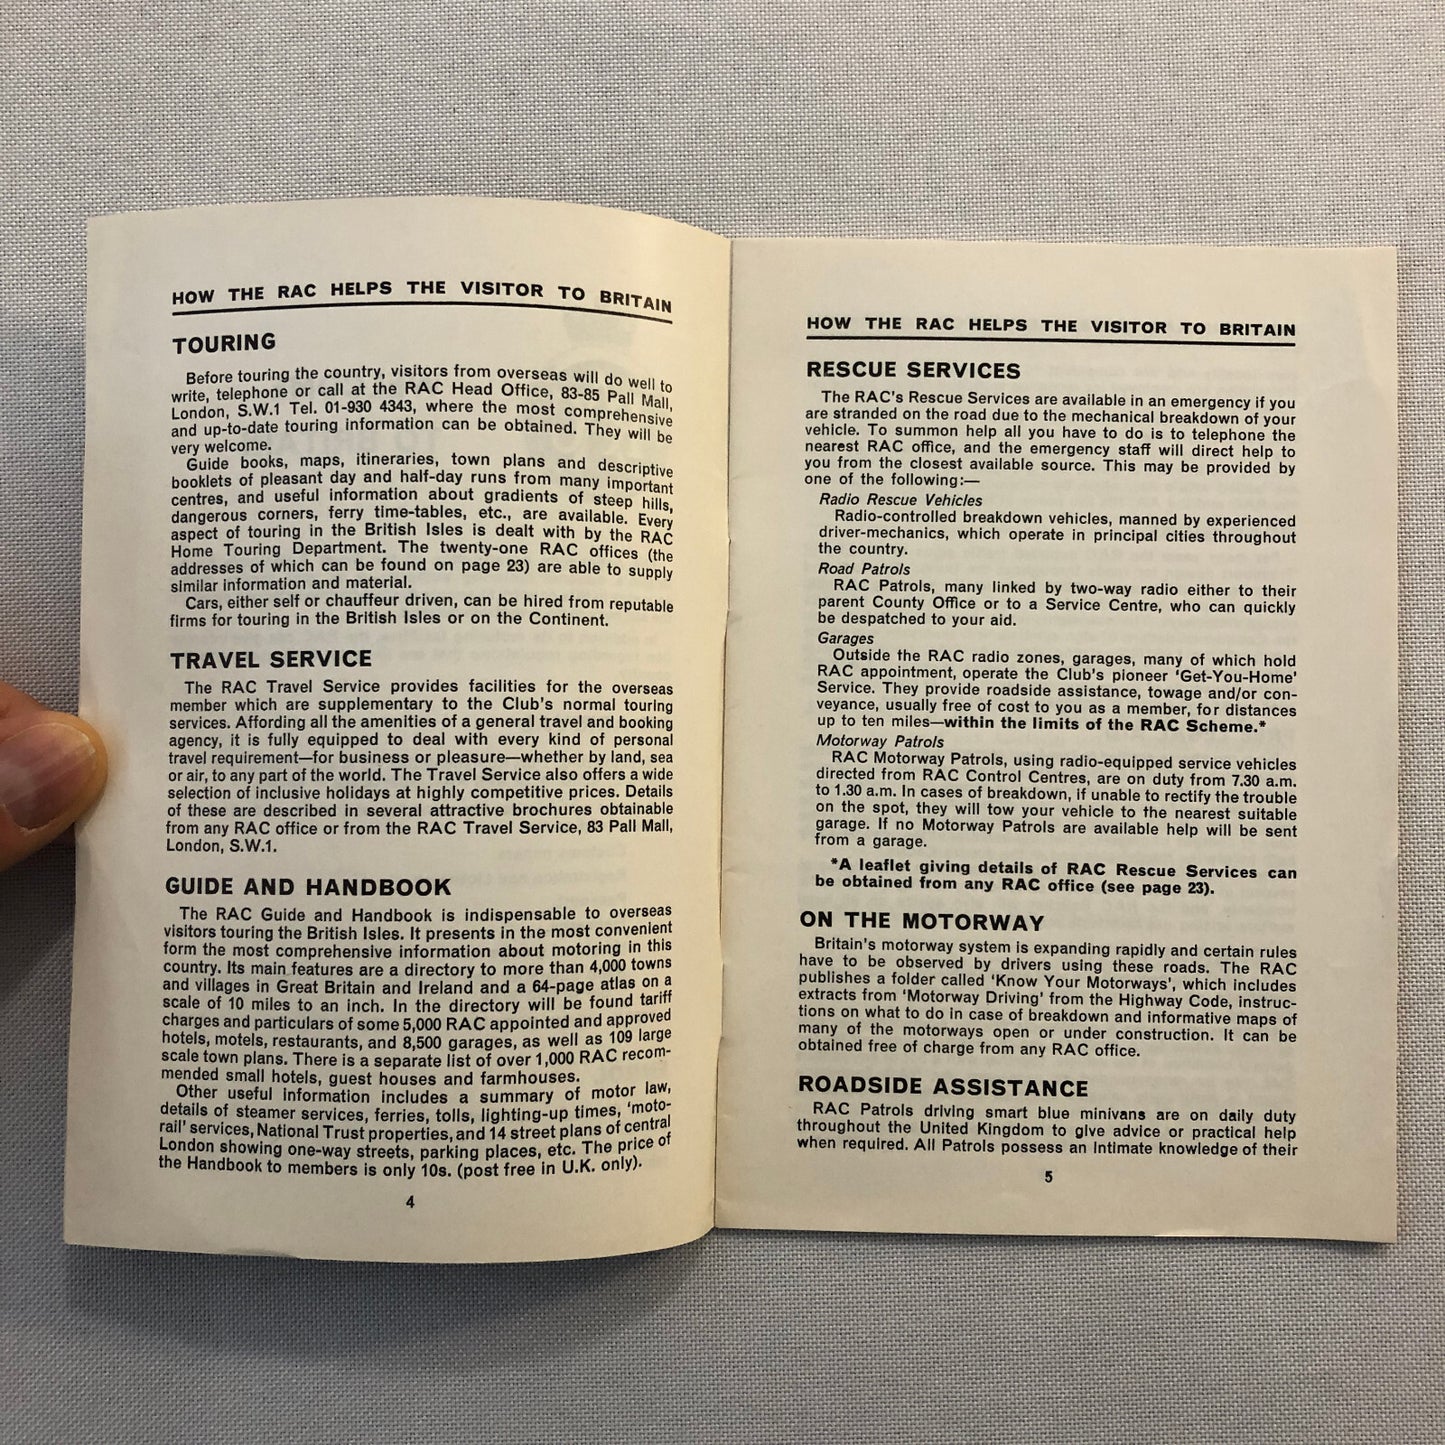 HOW THE RAC HELPS THE VISITOR TO BRITAIN
TOURING
Before touring the country, visitors from overseas will do well to
write, telephone or call at the RAC Head Office, 83-85 Pall Mall,
London, S.W.1 Tel. 01-930 4343, where the most comprehensive
and up-to-date touring information can be obtained. They will be
very welcome.
Guide books, maps, itineraries, town plans and descriptive
booklets of pleasant day and half-day runs from many important
centres, and useful information about gradients of steep hills,
dangerous corners, ferry time-tables, etc., are available. Every
aspect of touring in the British Isles is dealt with by the RAC
Home Touring Department. The twenty-one RAC offices (the
addresses of which can be found on page 23) are able to supply
similar information and material.
Cars, either self or chauffeur driven, can be hired from reputable
firms for touring in the British Isles or on the Continent.
TRAVEL SERVICE
The RAC Travel Service provides facilities for the overseas
member which are supplementary to the Club's normal touring
services. Affording all the amenities of a general travel and booking
agency, it is fully equipped to deal with every kind of personal
travel requirement—for business or pleasure—whether by land, sea
or air, to any part of the world. The Travel Service also offers a wide
selection of inclusive holidays at highly competitive prices. Details
of these are described in several attractive brochures obtainable
from any RAC office or from the RAC Travel Service, 83 Pall Mall,
London, S.W.1.
GUIDE AND HANDBOOK
The RAC Guide and Handbook is indispensable to overseas
visitors touring the British Isles. It presents in the most convenient
form the most comprehensive information about motoring in this
country. Its main features are a directory to more than 4,000 towns
and villages in Great Britain and Ireland and a 64-page atlas on a
scale of 10 miles to an inch. In the directory will be found tariff
charges and particulars of some 5,000 RAC appointed and approved
hotels, motels, restaurants, and 8,500 garages, as well as 109 large
scale town plans. There is a separate list of over 1,000 RAC recom-
mended small hotels, guest houses and farmhouses.
Other useful information includes a summary of motor law,
details of steamer services, ferries, tolls, lighting-up times, 'moto-
rail' services, National Trust properties, and 14 street plans of central
London showing one-way streets, parking places, etc. The price of
the Handbook to members is only 10s. (post free in U.K. only).
4
HOW THE RAC HELPS THE VISITOR TO BRITAIN
RESCUE SERVICES
The RAC's Rescue Services are available in an emergency if you
are stranded on the road due to the mechanical breakdown of your
vehicle. To summon help all you have to do is to telephone the
nearest RAC office, and the emergency staff will direct help to
you from the closest available source. This may be provided by
one of the following:—
Radio Rescue Vehicles
Radio-controlled breakdown vehicles, manned by experienced
driver-mechanics, which operate in principal cities throughout
the country.
Road Patrols
RAC Patrols, many linked by two-way radio either to their
parent County Office or to a Service Centre, who can quickly
be despatched to your aid.
Garages
Outside the RAC radio zones, garages, many of which hold
RAC appointment, operate the Club's pioneer 'Get-You-Home'
Service. They provide roadside assistance, towage and/or con-
veyance, usually free of cost to you as a member, for distances
up to ten miles—within the limits of the RAC Scheme.*
Motorway Patrols
RAC Motorway Patrols, using radio-equipped service vehicles
directed from RAC Control Centres, are on duty from 7.30 a.m.
to 1.30 a.m. In cases of breakdown, if unable to rectify the trouble
on the spot, they will tow your vehicle to the nearest suitable
garage. If no Motorway Patrols are available help will be sent
from a garage.
*A leaflet giving details of RAC Rescue Services can
be obtained from any RAC office (see page 23).
ON THE MOTORWAY
Britain's motorway system is expanding rapidly and certain rules
have to be observed by drivers using these roads. The RAC
publishes a folder called 'Know Your Motorways', which includes
extracts from 'Motorway Driving' from the Highway Code, instruc-
tions on what to do in case of breakdown and informative maps of
many of the motorways open or under construction. It can be
obtained free of charge from any RAC office.
ROADSIDE ASSISTANCE
RAC Patrols driving smart blue minivans are on daily duty
throughout the United Kingdom to give advice or practical help
when required. All Patrols possess an intimate knowledge of their
5